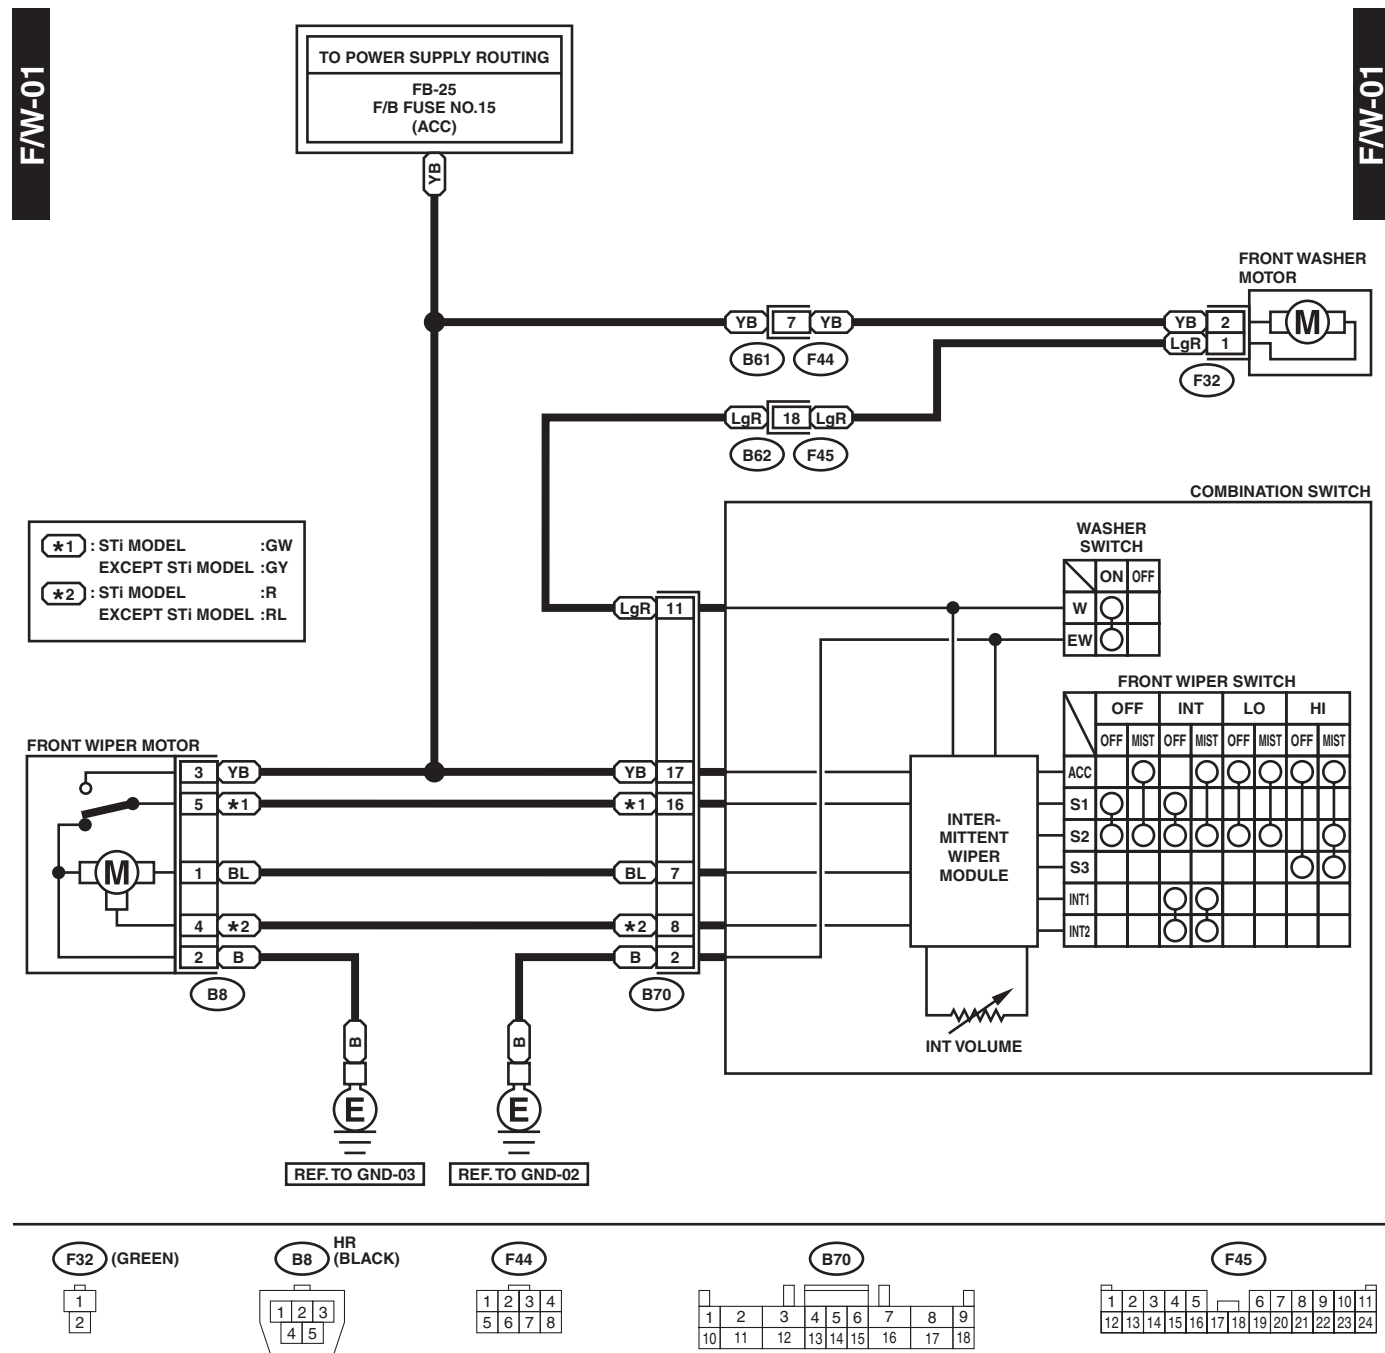 F/W-01
F/W-01
TO POWER SUPPLY ROUTING
FB-25
F/B FUSE NO.15
(ACC)
YB
FRONT WASHER
MOTOR
YB 7 YB
YB 2
M
LgR 1
B61 F44
F32
LgR 18 LgR
B62 F45
COMBINATION SWITCH
*1 : STi MODEL :GW
EXCEPT STi MODEL :GY
*2 : STi MODEL :R
EXCEPT STi MODEL :RL
WASHER
SWITCH
ON OFF
W
EW
LgR 11
FRONT WIPER SWITCH
OFF INT LO HI
OFF MIST OFF MIST OFF MIST OFF MIST
ACC
S1
S2
S3
INT1
INT2
FRONT WIPER MOTOR
3 YB
YB 17
5 *1
*1 16
M
1 BL
BL 7
4 *2
*2 8
2 B
B 2
INTER-
MITTENT
WIPER
MODULE
B8
B70
INT VOLUME
B
B
E
E
REF. TO GND-03
REF. TO GND-02
F32 (GREEN)
1
2
B8 HR
(BLACK)
1 2 3
4 5
F44
1 2 3 4
5 6 7 8
B70
1 2 3 4 5 6 7 8 9
10 11 12 13 14 15 16 17 18
F45
1 2 3 4 5 6 7 8 9 10 11
12 13 14 15 16 17 18 19 20 21 22 23 24